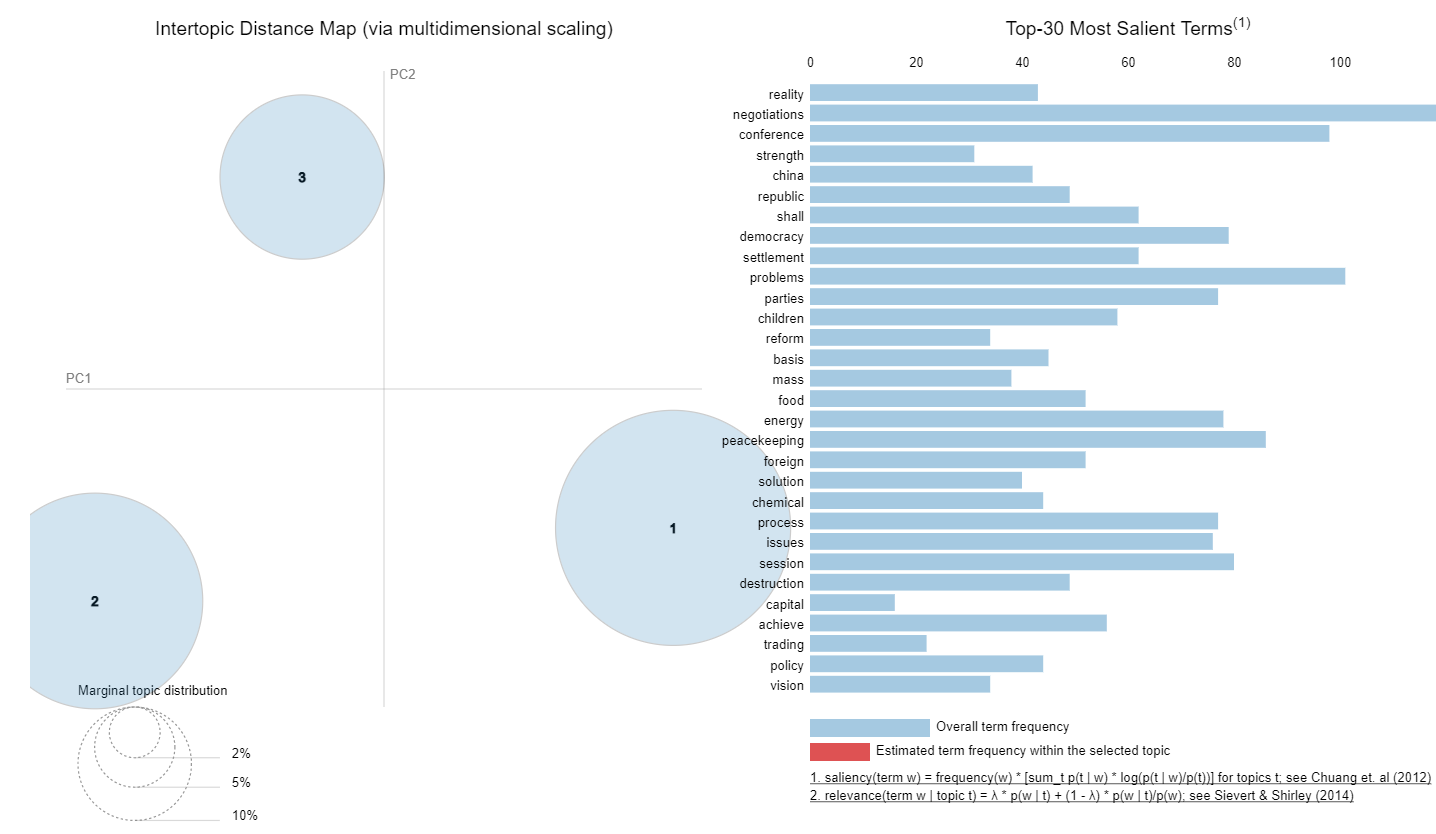 Intertopic Distance Map (via multidimensional scaling)
PC2
PC1
3
1
2
Marginal topic distribution
2%
5%
10%
Top-30 Most Salient Terms(1)
0 20 40 60 80 100
reality
negotiations
conference
strength
china
republic
shall
democracy
settlement
problems
parties
children
reform
basis
mass
food
energy
peacekeeping
foreign
solution
chemical
process
issues
session
destruction
capital
achieve
trading
policy
vision
Overall term frequency
Estimated term frequency within the selected topic
1. saliency(term w) = frequency(w) * [sum_t p(t | w) * log(p(t | w)/p(t))] for topics t; see Chuang et. al (2012)
2. relevance(term w | topic t) = λ * p(w | t) + (1 - λ) * p(w | t)/p(w); see Sievert & Shirley (2014)